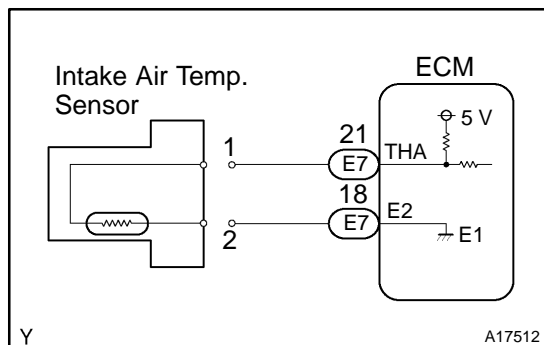 Intake Air Temp.
Sensor
ECM
5 V
1
21
E7
THA
18
E7
E2
2
E1
Y
A17512